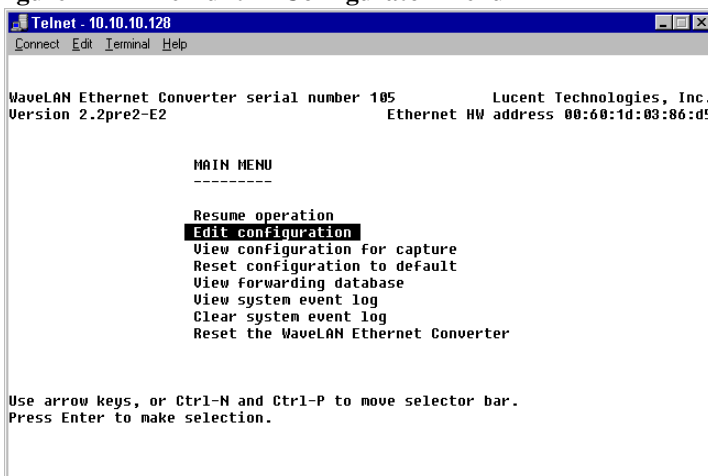 Telnet - 10.10.10.128
Connect Edit Terminal Help
WaveLAN Ethernet Converter serial number 105 Lucent Technologies, Inc.
Version 2.2pre2-E2 Ethernet HW address 00:60:1d:03:86:d5
MAIN MENU
---------
Resume operation
Edit configuration
View configuration for capture
Reset configuration to default
View forwarding database
View system event log
Clear system event log
Reset the WaveLAN Ethernet Converter
Use arrow keys, or Ctrl-N and Ctrl-P to move selector bar.
Press Enter to make selection.